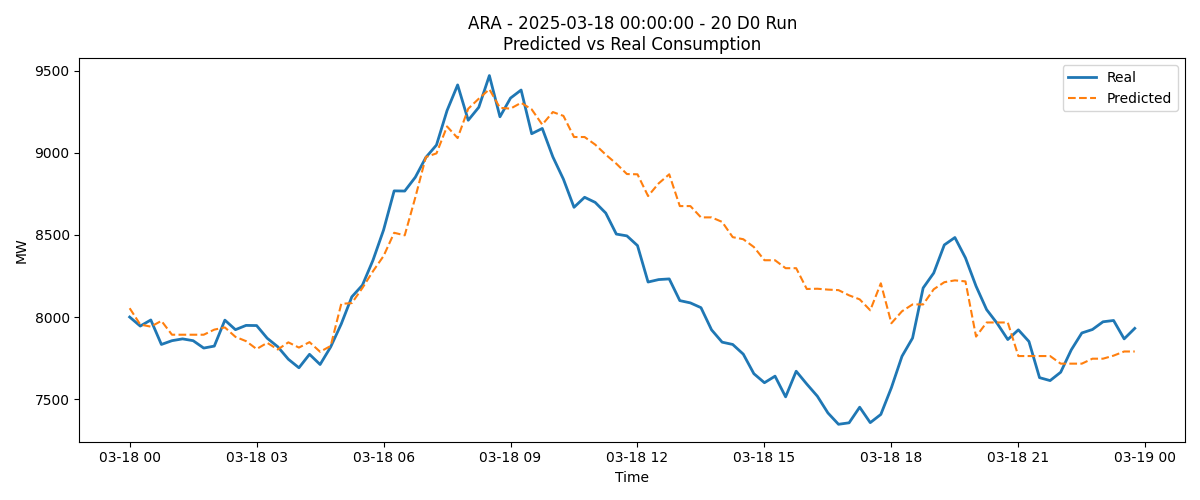 ARA - 2025-03-18 00:00:00 - 20 D0 Run
Predicted vs Real Consumption
Real
Predicted
9500
9000
8500
8000
7500
MW
03-18 00
03-18 03
03-18 06
03-18 09
03-18 12
03-18 15
03-18 18
03-18 21
03-19 00
Time